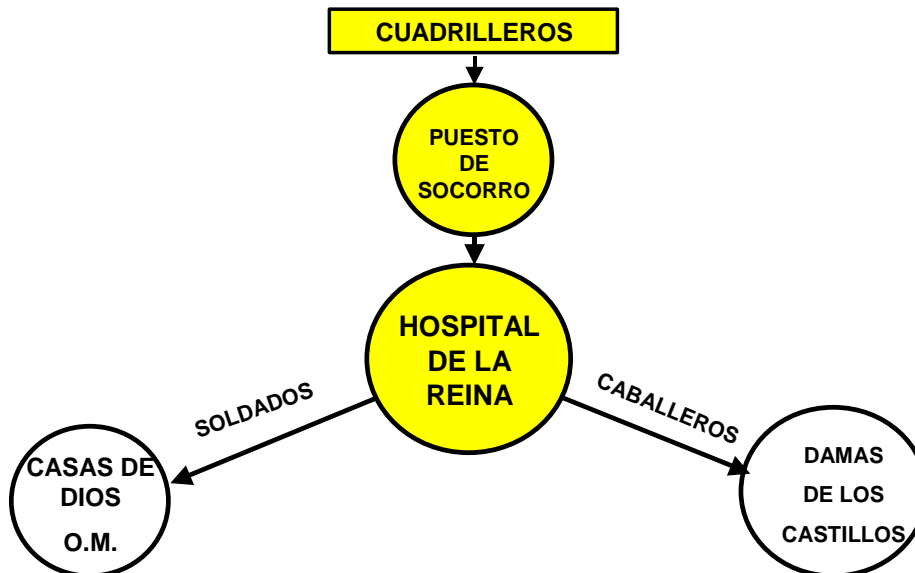 CUADRILLEROS
PUESTO
DE
SOCORRO
HOSPITAL
DE LA
REINA
SOLDADOS
CABALLEROS
CASAS DE
DIOS
O.M.
DAMAS
DE LOS
CASTILLOS